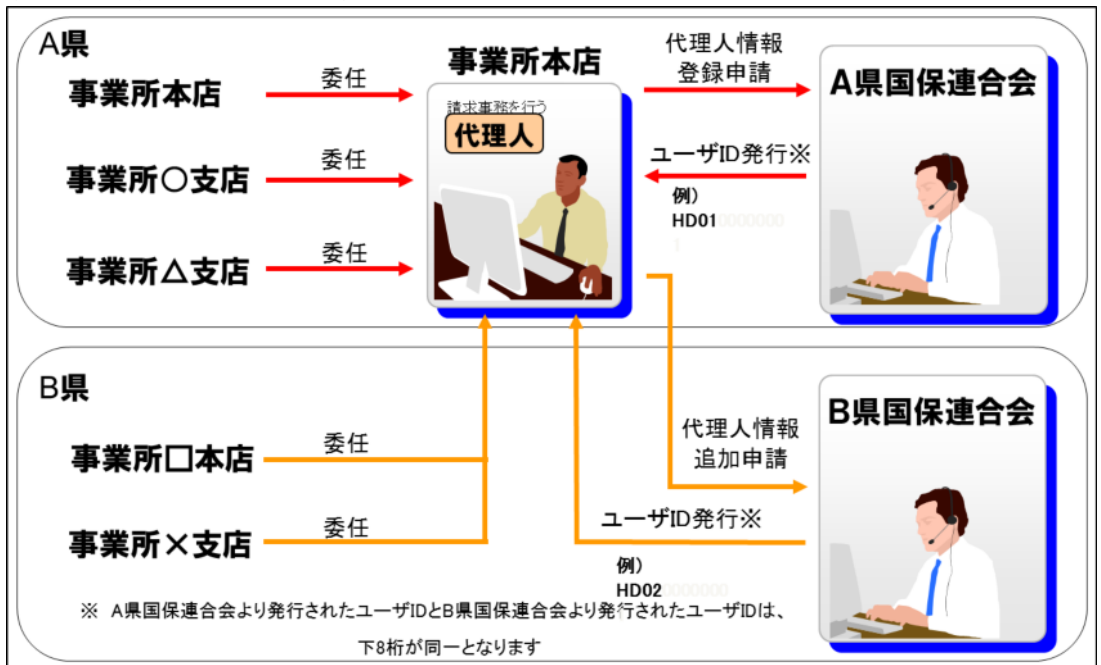 A県
事業所本店
委任
事業所○支店
委任
事業所△支店
委任
事業所本店
請求事務を行う
代理人
代理人情報
登録申請
ユーザID発行※
例）
HD010000000
1
A県国保連合会
B県
事業所□本店
委任
事業所×支店
委任
代理人情報
追加申請
ユーザID発行※
例）
HD020000000
B県国保連合会
※ A県国保連合会より発行されたユーザIDとB県国保連合会より発行されたユーザIDは、
下8桁が同一となります